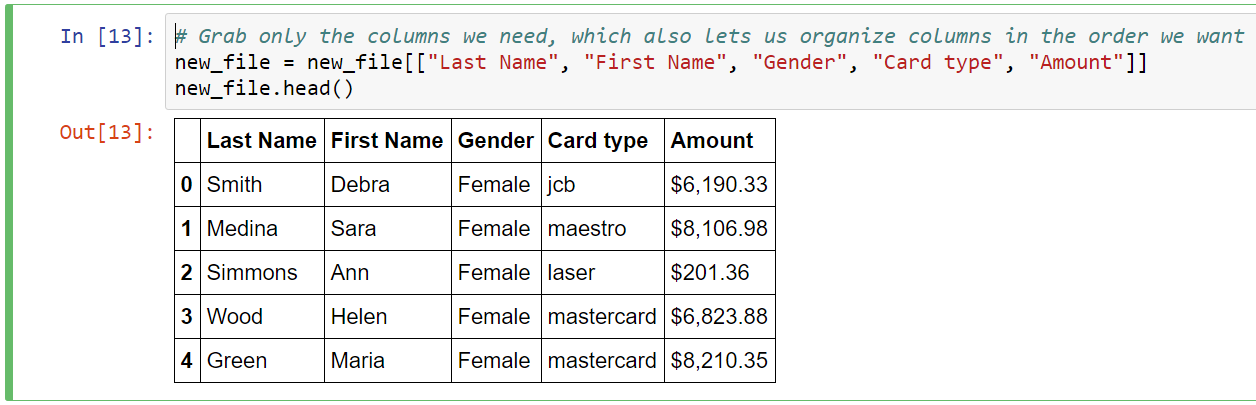 In [13]: # Grab only the columns we need, which also lets us organize columns in the order we want
new_file = new_file[["Last Name", "First Name", "Gender", "Card type", "Amount"]]
new_file.head()
Out[13]:
Last Name First Name Gender Card type Amount
0 Smith Debra Female jcb $6,190.33
1 Medina Sara Female maestro $8,106.98
2 Simmons Ann Female laser $201.36
3 Wood Helen Female mastercard $6,823.88
4 Green Maria Female mastercard $8,210.35